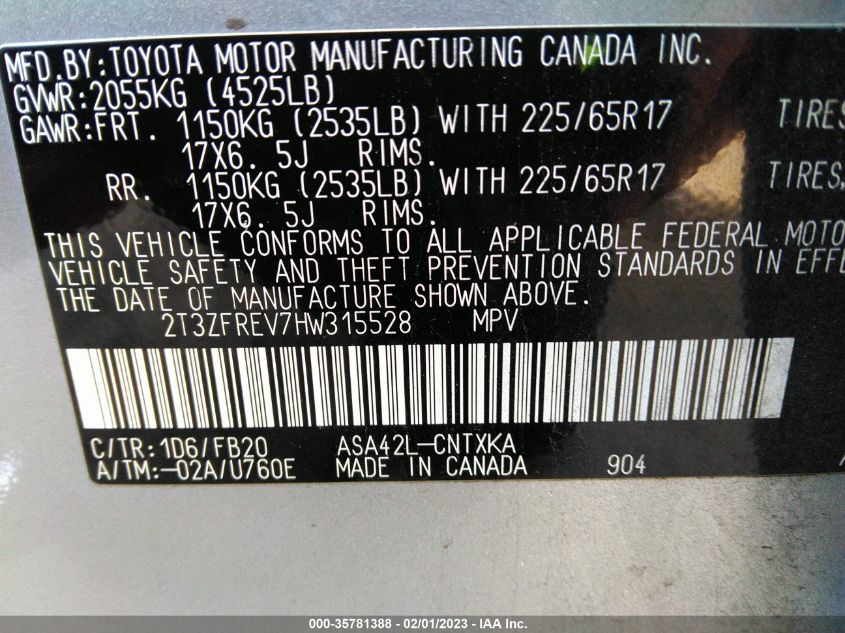 MFD.BY:TOYOTA MOTOR MANUFACTURING CANADA INC.
GVWR:2055KG (4525LB)
GAWR:FRT. 1150KG (2535LB) WITH 225/65R17 TIRES
17X6. 5J RIMS.
RR. 1150KG (2535LB) WITH 225/65R17 TIRES,
17X6. 5J RIMS.
THIS VEHICLE CONFORMS TO ALL APPLICABLE FEDERAL MOTO
VEHICLE SAFETY AND THEFT PREVENTION STANDARDS IN EFFE
THE DATE OF MANUFACTURE SHOWN ABOVE.
2T3ZFREV7HW315528 MPV
C/TR:1D6/FB20 ASA42L-CNTXKA
A/TM:-02A/U760E MADE IN CANADA 904
000-35781388 - 02/01/2023 - IAA Inc.